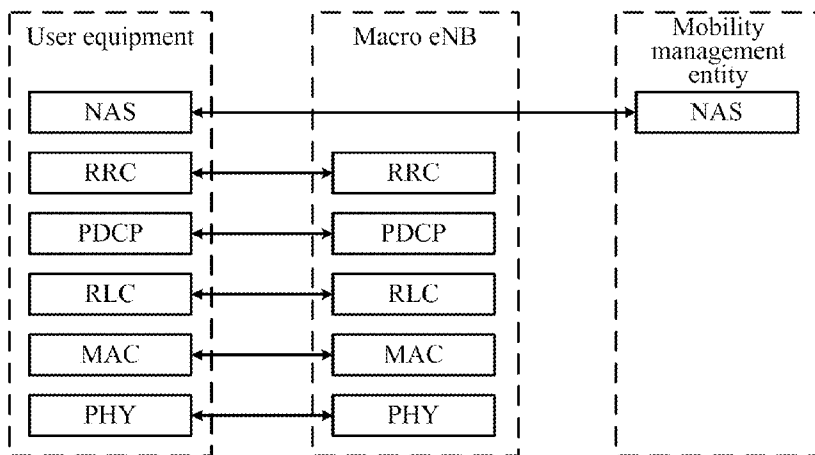 User equipment
Macro eNB
Mobility
management
entity
NAS
NAS
RRC
RRC
PDCP
PDCP
RLC
RLC
MAC
MAC
PHY
PHY